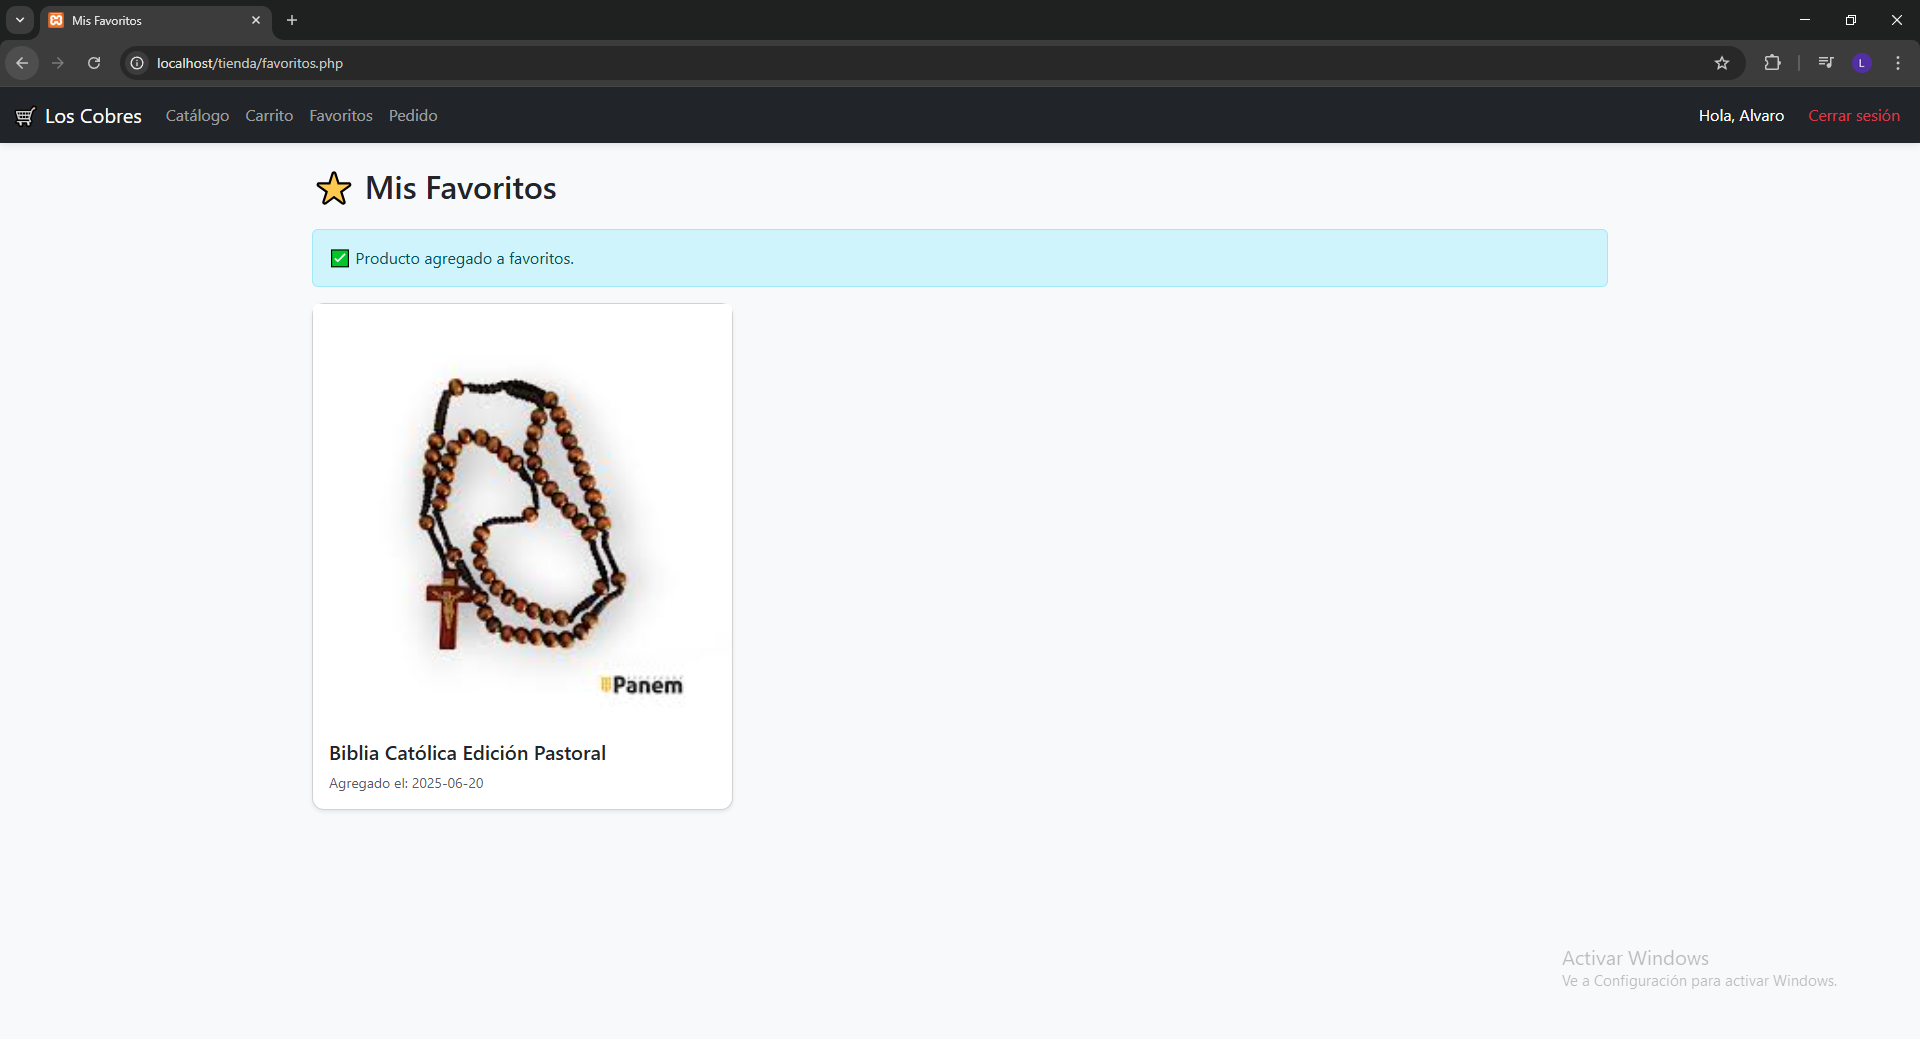 Mis Favoritos
localhost/tienda/favoritos.php
L
Los Cobres Catálogo Carrito Favoritos Pedido Hola, Alvaro Cerrar sesión
Mis Favoritos
Producto agregado a favoritos.
Panem
Biblia Católica Edición Pastoral
Agregado el: 2025-06-20
Activar Windows
Ve a Configuración para activar Windows.